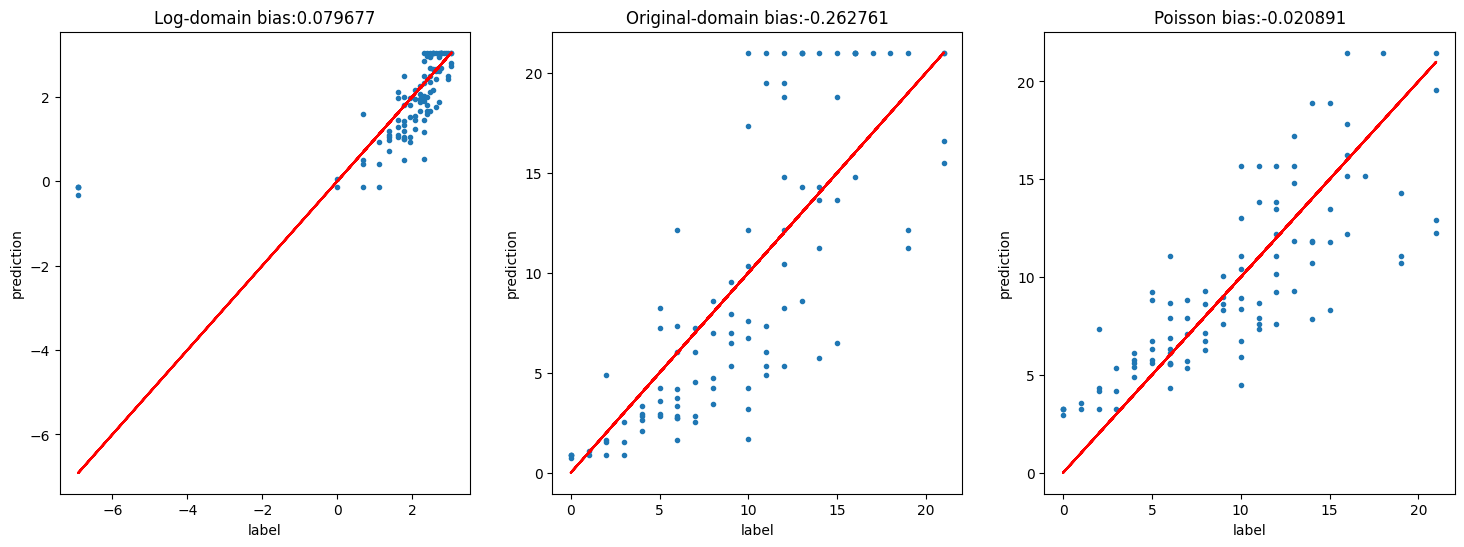 Log-domain bias:0.079677
prediction
2
0
−2
−4
−6
−6 −4 −2 0 2
label
Original-domain bias:-0.262761
prediction
20
15
10
5
0
0 5 10 15 20
label
Poisson bias:-0.020891
prediction
20
15
10
5
0
0 5 10 15 20
label